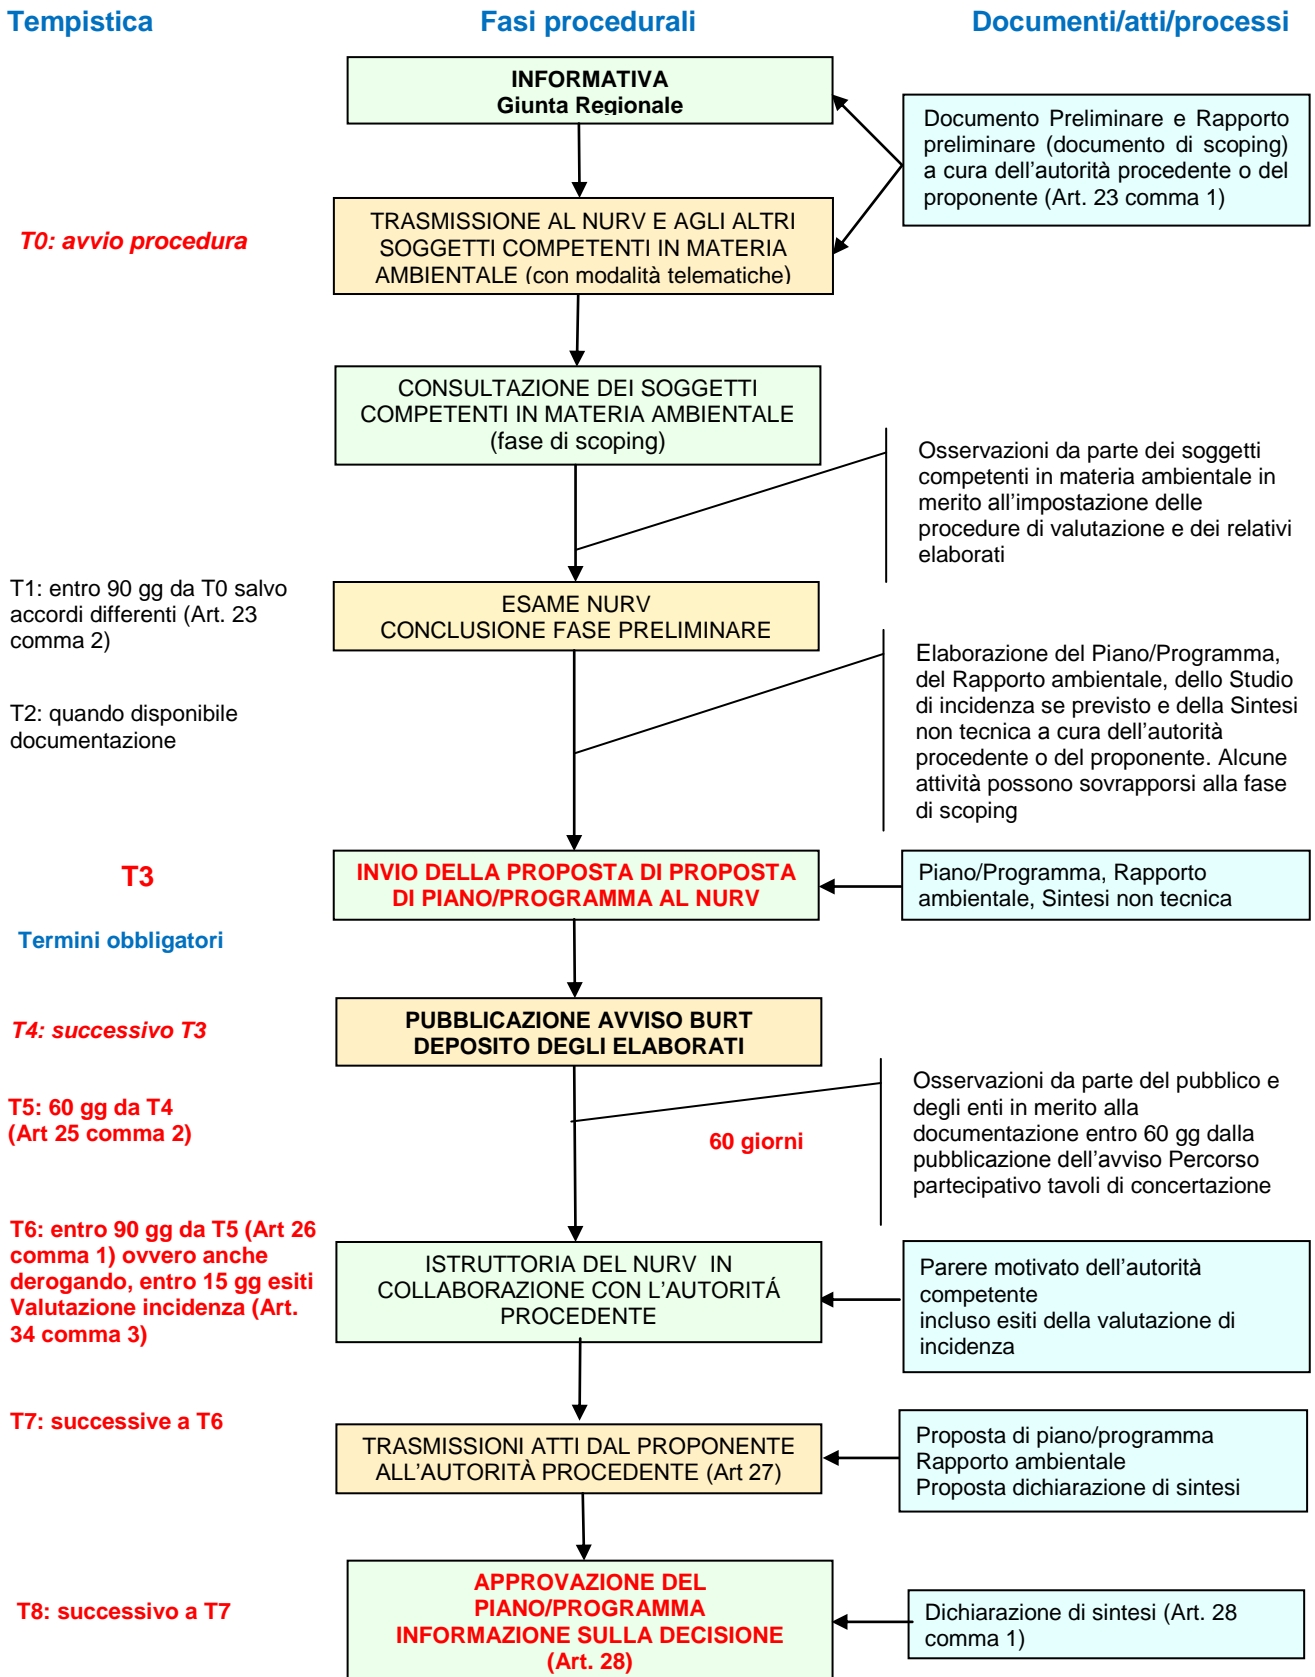 Tempistica
Fasi procedurali
Documenti/atti/processi
INFORMATIVA
Giunta Regionale
Documento Preliminare e Rapporto
preliminare (documento di scoping)
a cura dell’autorità procedente o del
proponente (Art. 23 comma 1)
T0: avvio procedura
TRASMISSIONE AL NURV E AGLI ALTRI
SOGGETTI COMPETENTI IN MATERIA
AMBIENTALE (con modalità telematiche)
CONSULTAZIONE DEI SOGGETTI
COMPETENTI IN MATERIA AMBIENTALE
(fase di scoping)
Osservazioni da parte dei soggetti
competenti in materia ambientale in
merito all’impostazione delle
procedure di valutazione e dei relativi
elaborati
T1: entro 90 gg da T0 salvo
accordi differenti (Art. 23
comma 2)
ESAME NURV
CONCLUSIONE FASE PRELIMINARE
T2: quando disponibile
documentazione
Elaborazione del Piano/Programma,
del Rapporto ambientale, dello Studio
di incidenza se previsto e della Sintesi
non tecnica a cura dell’autorità
procedente o del proponente. Alcune
attività possono sovrapporsi alla fase
di scoping
T3
INVIO DELLA PROPOSTA DI PROPOSTA
DI PIANO/PROGRAMMA AL NURV
Piano/Programma, Rapporto
ambientale, Sintesi non tecnica
Termini obbligatori
T4: successivo T3
PUBBLICAZIONE AVVISO BURT
DEPOSITO DEGLI ELABORATI
T5: 60 gg da T4
(Art 25 comma 2)
60 giorni
Osservazioni da parte del pubblico e
degli enti in merito alla
documentazione entro 60 gg dalla
pubblicazione dell’avviso Percorso
partecipativo tavoli di concertazione
T6: entro 90 gg da T5 (Art 26
comma 1) ovvero anche
derogando, entro 15 gg esiti
Valutazione incidenza (Art.
34 comma 3)
ISTRUTTORIA DEL NURV IN
COLLABORAZIONE CON L’AUTORITÁ
PROCEDENTE
Parere motivato dell’autorità
competente
incluso esiti della valutazione di
incidenza
T7: successive a T6
TRASMISSIONI ATTI DAL PROPONENTE
ALL’AUTORITÀ PROCEDENTE (Art 27)
Proposta di piano/programma
Rapporto ambientale
Proposta dichiarazione di sintesi
T8: successivo a T7
APPROVAZIONE DEL
PIANO/PROGRAMMA
INFORMAZIONE SULLA DECISIONE
(Art. 28)
Dichiarazione di sintesi (Art. 28
comma 1)